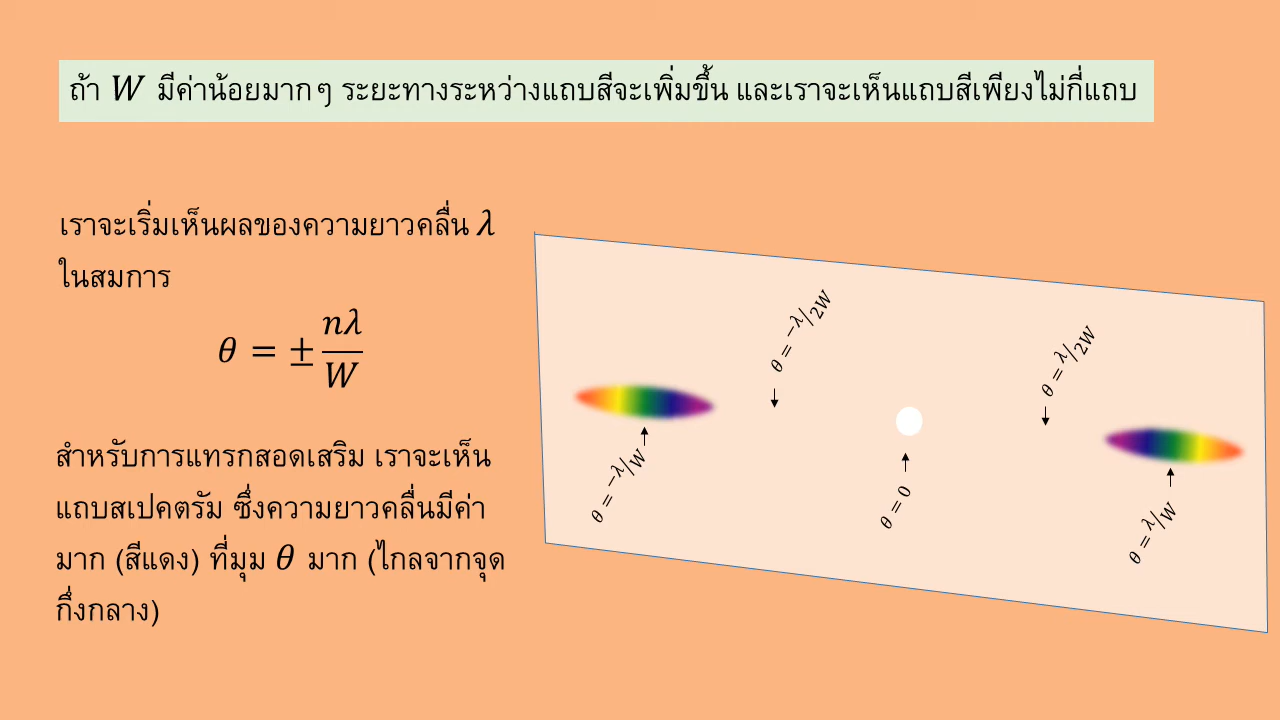 ถ้า W มีค่าน้อยมากๆ ระยะทางระหว่างแถบสีจะเพิ่มขึ้น และเราจะเห็นแถบสีเพียงไม่กี่แถบ
เราจะเริ่มเห็นผลของความยาวคลื่น λ
ในสมการ
θ = ± nλ/W
สำหรับการแทรกสอดเสริม เราจะเห็น
แถบสเปคตรัม ซึ่งความยาวคลื่นมีค่า
มาก (สีแดง) ที่มุม θ มาก (ไกลจากจุด
กึ่งกลาง)
θ = −λ/2W
θ = λ/2W
θ = −λ/W
θ = 0
θ = λ/W